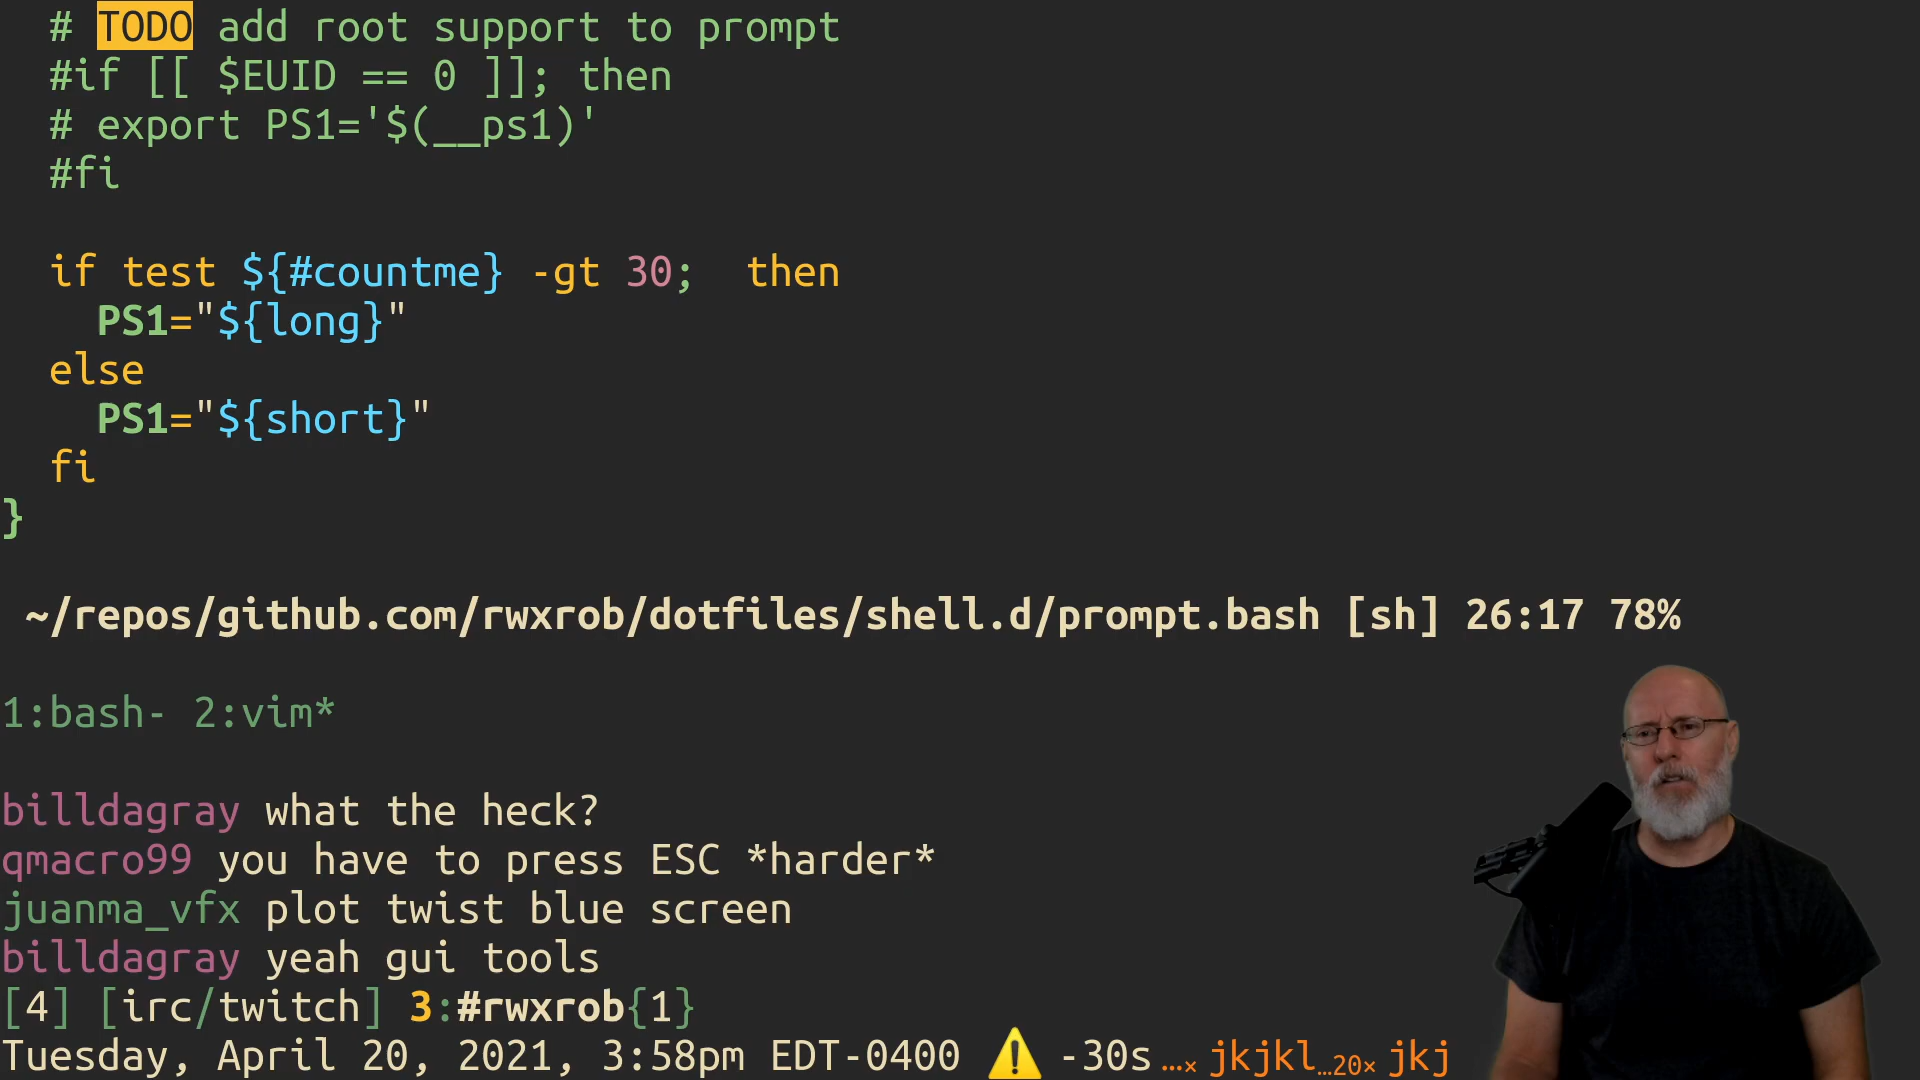 # TODO add root support to prompt
#if [[ $EUID == 0 ]]; then
# export PS1='$(__ps1)'
#fi
if test ${#countme} -gt 30;  then
PS1="${long}"
else
PS1="${short}"
fi
}
~/repos/github.com/rwxrob/dotfiles/shell.d/prompt.bash [sh] 26:17 78%
1:bash- 2:vim*
billdagray what the heck?
qmacro99 you have to press ESC *harder*
juanma_vfx plot twist blue screen
billdagray yeah gui tools
[4] [irc/twitch] 3:#rwxrob{1}
Tuesday, April 20, 2021, 3:58pm EDT-0400 ⚠ -30s…× jkjkl…20× jkj